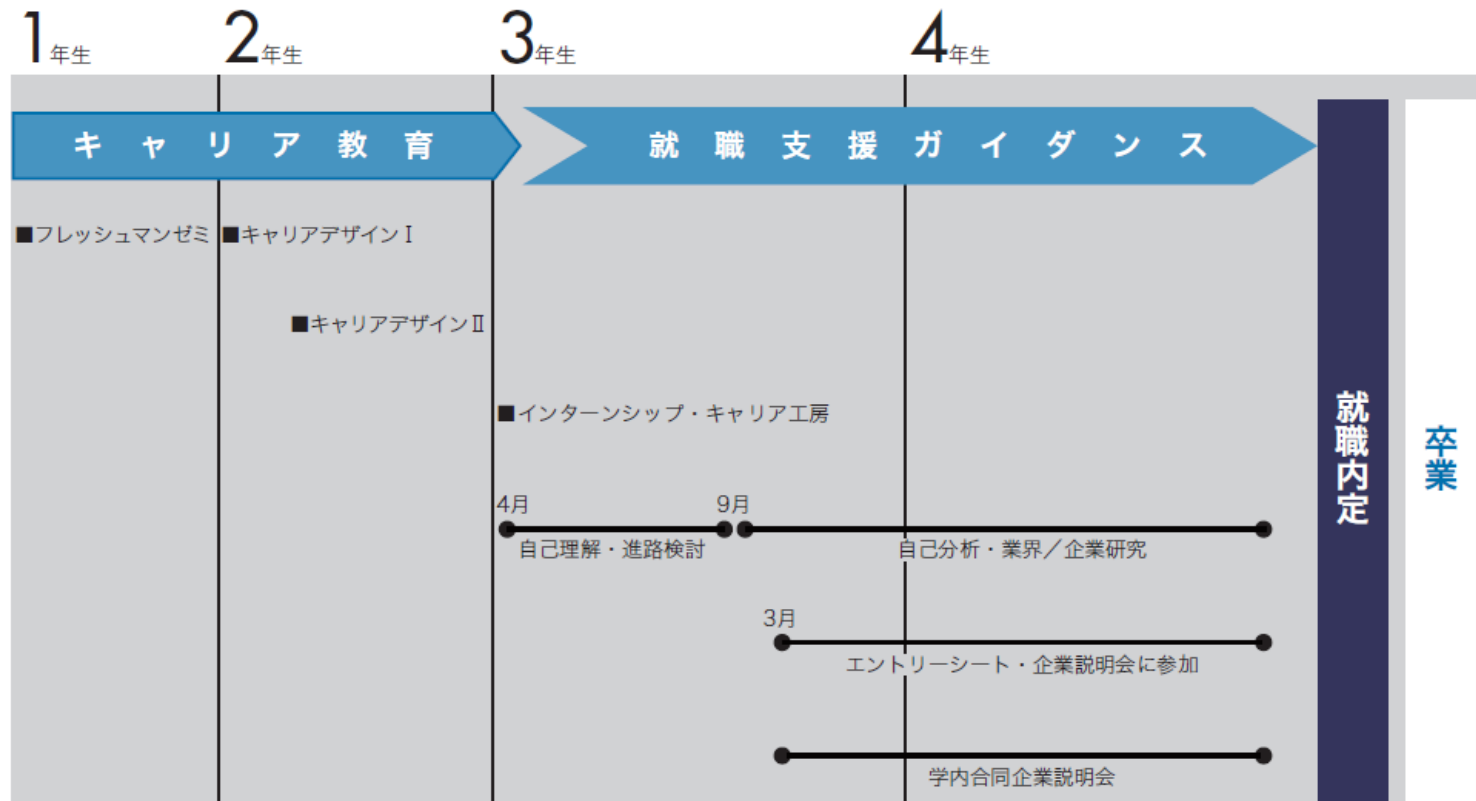 1年生
2年生
3年生
4年生
キャリア教育
就職支援ガイダンス
■フレッシュマンゼミ
■キャリアデザインⅠ
■キャリアデザインⅡ
■インターンシップ・キャリア工房
4月
9月
自己理解・進路検討
自己分析・業界／企業研究
3月
エントリーシート・企業説明会に参加
学内合同企業説明会
就職内定
卒業